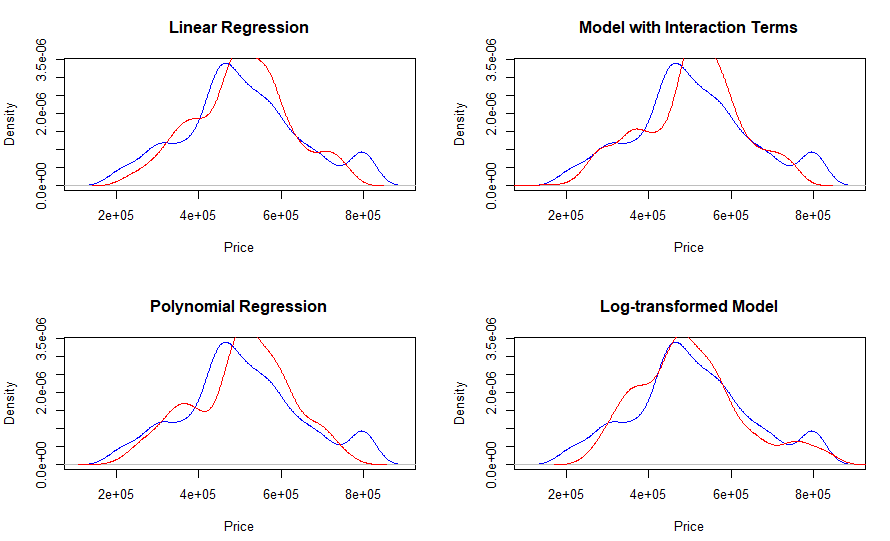 Linear Regression
Density
0.0e+00 2.0e-06 3.5e-06
2e+05 4e+05 6e+05 8e+05
Price
Model with Interaction Terms
Density
0.0e+00 2.0e-06 3.5e-06
2e+05 4e+05 6e+05 8e+05
Price
Polynomial Regression
Density
0.0e+00 2.0e-06 3.5e-06
2e+05 4e+05 6e+05 8e+05
Price
Log-transformed Model
Density
0.0e+00 2.0e-06 3.5e-06
2e+05 4e+05 6e+05 8e+05
Price